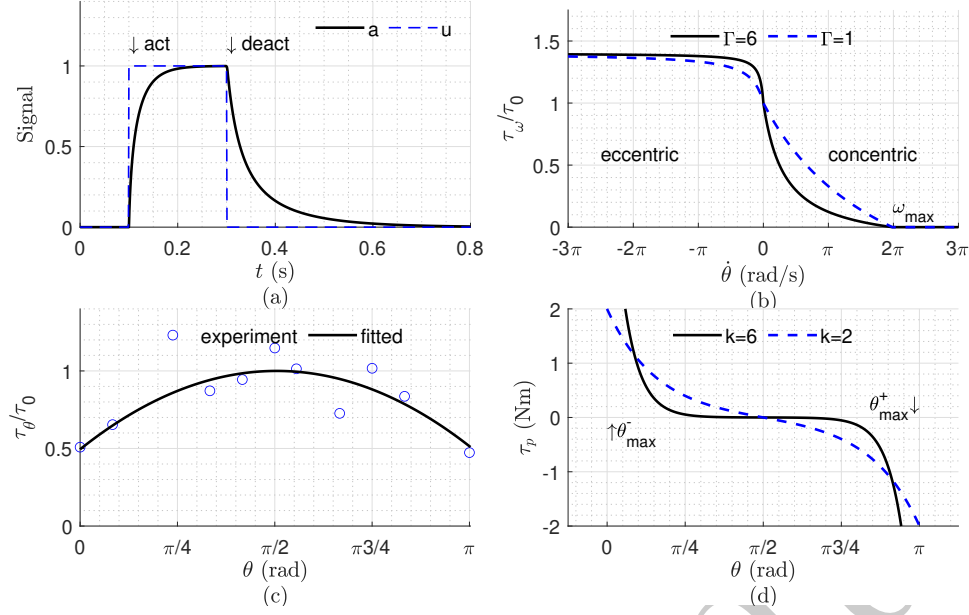 a u
↓ act ↓ deact
1
0.5
0
Signal
0 0.2 0.4 0.6 0.8
t (s)
(a)
Γ=6 Γ=1
1.5
1
0.5
0
τω/τ0
eccentric concentric
ωmax
-3π -2π -π 0 π 2π 3π
θ̇ (rad/s)
(b)
experiment fitted
1
0.5
0
τθ/τ0
0 π/4 π/2 π3/4 π
θ (rad)
(c)
k=6 k=2
2
1
0
-1
-2
τp (Nm)
θ+max↓
↑θ-max
0 π/4 π/2 π3/4 π
θ (rad)
(d)